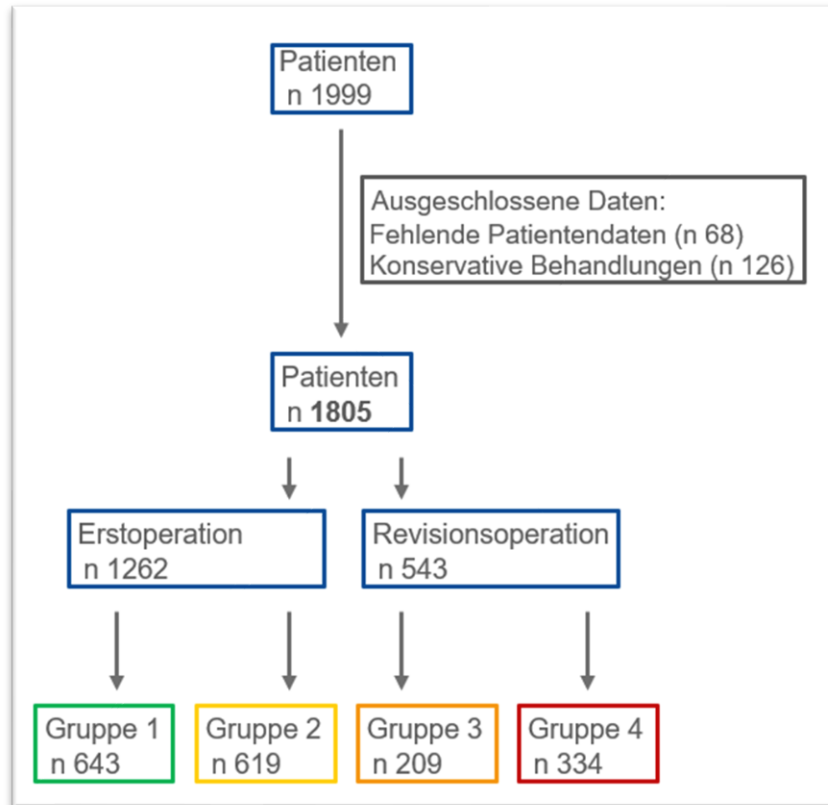 Patienten
n 1999
Ausgeschlossene Daten:
Fehlende Patientendaten (n 68)
Konservative Behandlungen (n 126)
Patienten
n 1805
Erstoperation
n 1262
Revisionsoperation
n 543
Gruppe 1
n 643
Gruppe 2
n 619
Gruppe 3
n 209
Gruppe 4
n 334